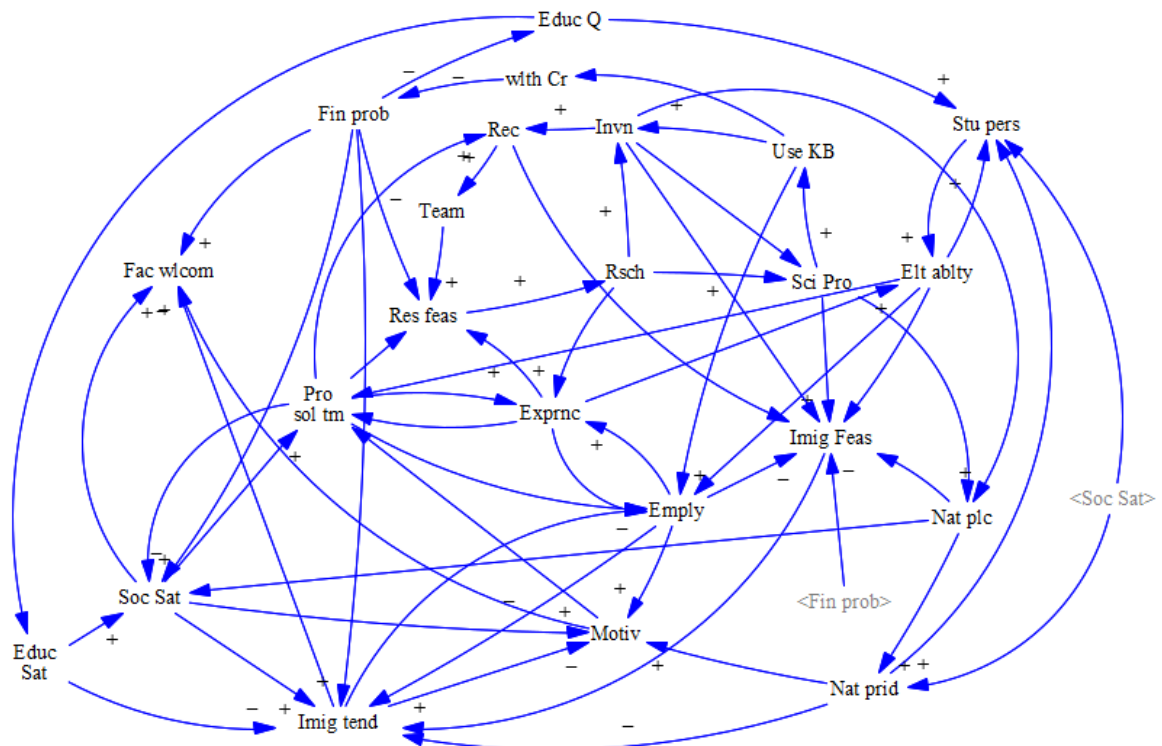 Educ Q
wlth Cr
Fin prob
Rec
Invn
Stu pers
Use KB
Team
Fac wlcom
Rsch
Sci Pro
Elt ablty
Res feas
Pro
sol tm
Exprnc
Imig Feas
<Soc Sat>
Emply
Nat plc
Soc Sat
<Fin prob>
Motiv
Educ
Sat
Nat prid
Imig tend